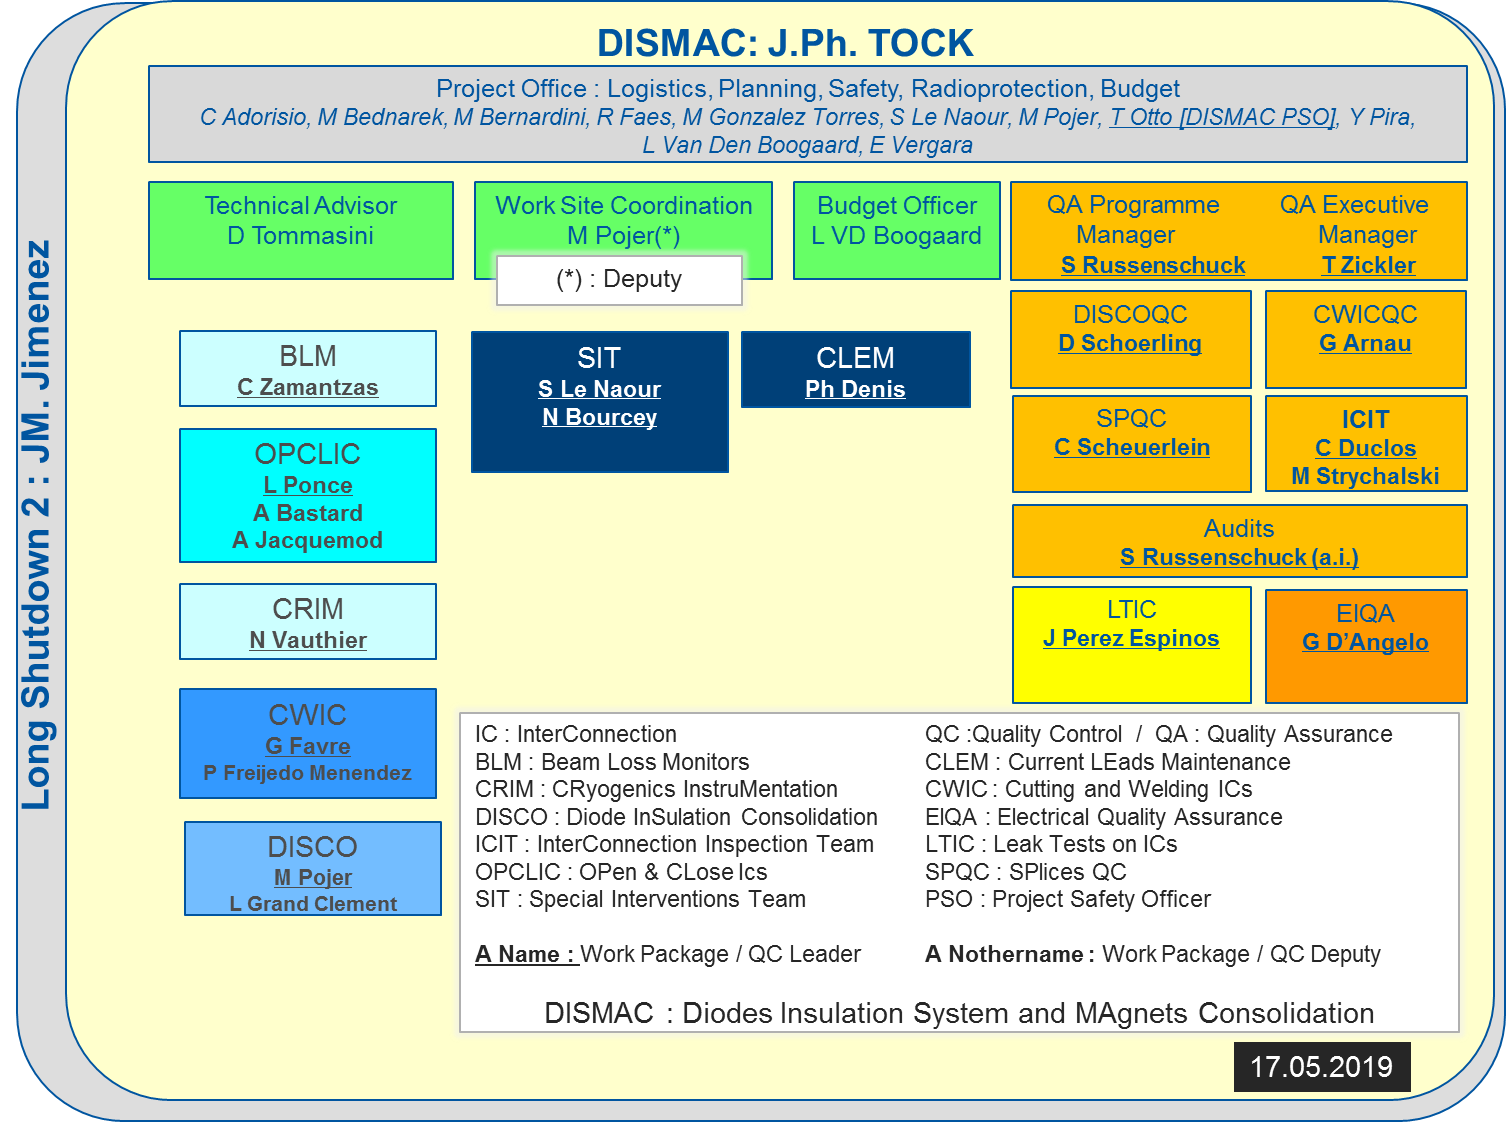 DISMAC: J.Ph. TOCK
Project Office : Logistics, Planning, Safety, Radioprotection, Budget
C Adorisio, M Bednarek, M Bernardini, R Faes, M Gonzalez Torres, S Le Naour, M Pojer, T Otto [DISMAC PSO], Y Pira,
L Van Den Boogaard, E Vergara
Long Shutdown 2 : JM. Jimenez
Technical Advisor
D Tommasini
Work Site Coordination
M Pojer(*)
(*) : Deputy
Budget Officer
L VD Boogaard
QA Programme
Manager
S Russenschuck
QA Executive
Manager
T Zickler
DISCOQC
D Schoerling
CWICQC
G Arnau
BLM
C Zamantzas
SIT
S Le Naour
N Bourcey
CLEM
Ph Denis
SPQC
C Scheuerlein
ICIT
C Duclos
M Strychalski
OPCLIC
L Ponce
A Bastard
A Jacquemod
Audits
S Russenschuck (a.i.)
CRIM
N Vauthier
LTIC
J Perez Espinos
ElQA
G D’Angelo
CWIC
G Favre
P Freijedo Menendez
DISCO
M Pojer
L Grand Clement
IC : InterConnection
BLM : Beam Loss Monitors
CRIM : CRyogenics InstruMentation
DISCO : Diode InSulation Consolidation
ICIT : InterConnection Inspection Team
OPCLIC : OPen & CLose Ics
SIT : Special Interventions Team
QC :Quality Control / QA : Quality Assurance
CLEM : Current LEads Maintenance
CWIC : Cutting and Welding ICs
ElQA : Electrical Quality Assurance
LTIC : Leak Tests on ICs
SPQC : SPlices QC
PSO : Project Safety Officer
A Name : Work Package / QC Leader
A Nothername : Work Package / QC Deputy
DISMAC : Diodes Insulation System and MAgnets Consolidation
17.05.2019